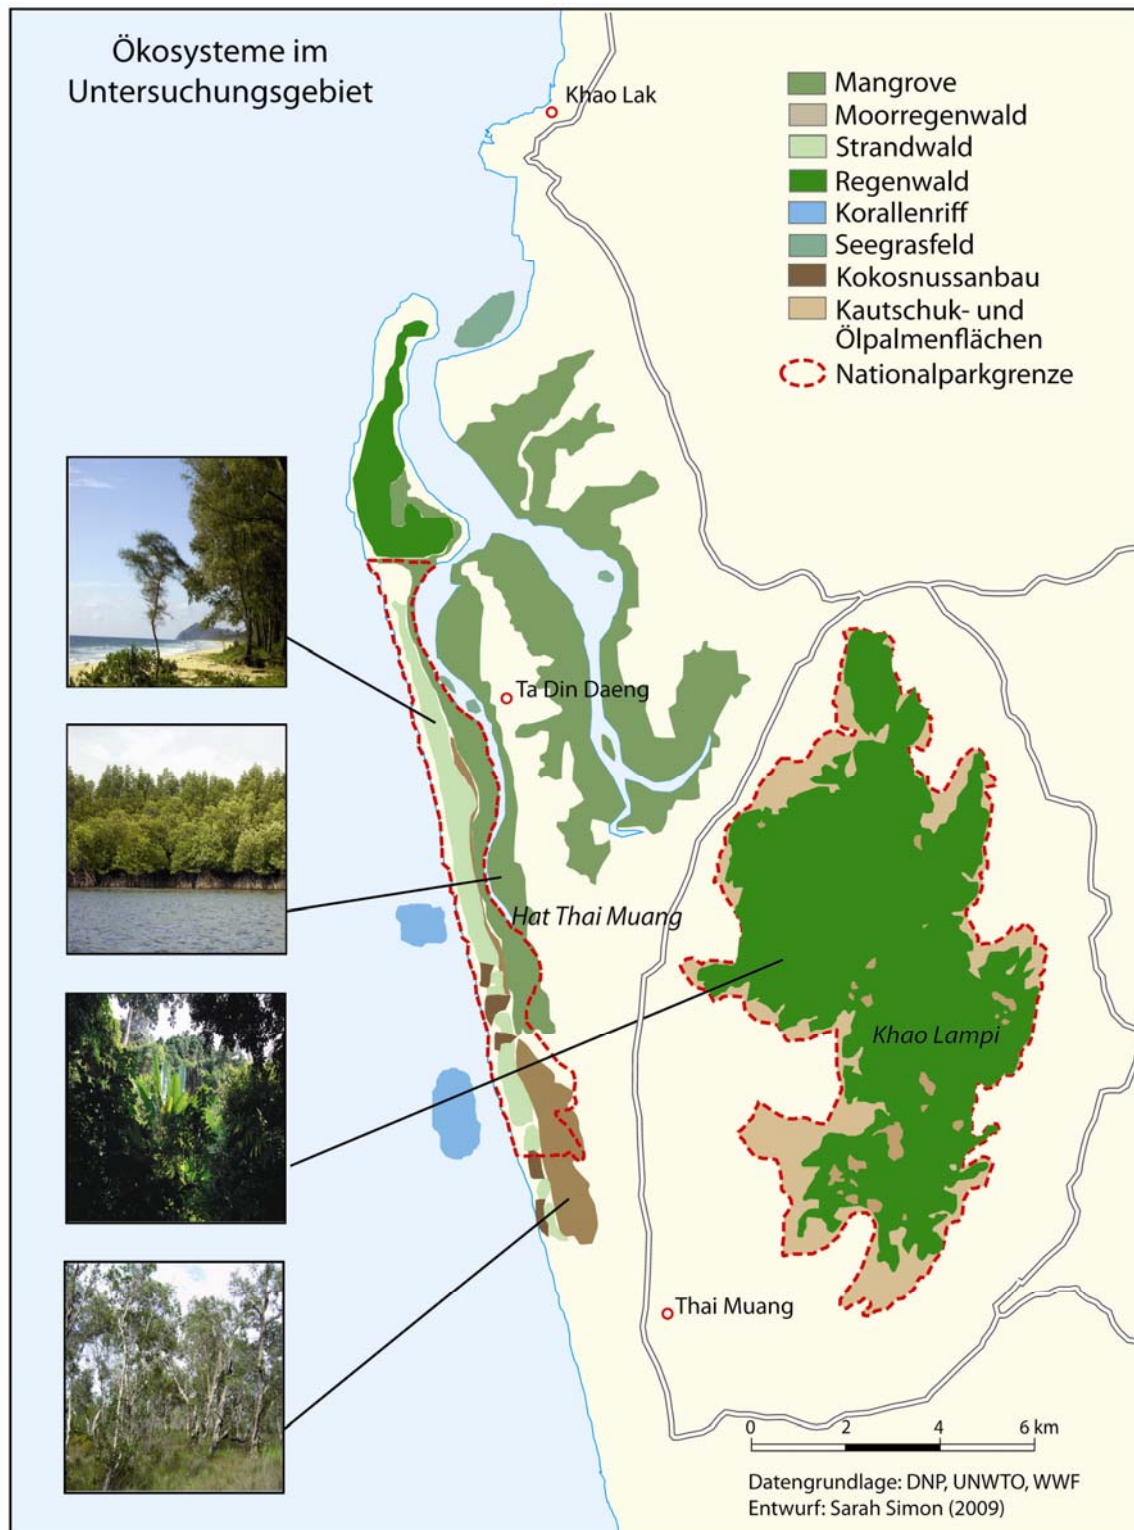 Ökosysteme im
Untersuchungsgebiet
Khao Lak
Mangrove
Moorregenwald
Strandwald
Regenwald
Korallenriff
Seegrasfeld
Kokosnussanbau
Kautschuk- und
Ölpalmenflächen
Nationalparkgrenze
Ta Din Daeng
Hat Thai Muang
Khao Lampi
Thai Muang
0 2 4 6 km
Datengrundlage: DNP, UNWTO, WWF
Entwurf: Sarah Simon (2009)